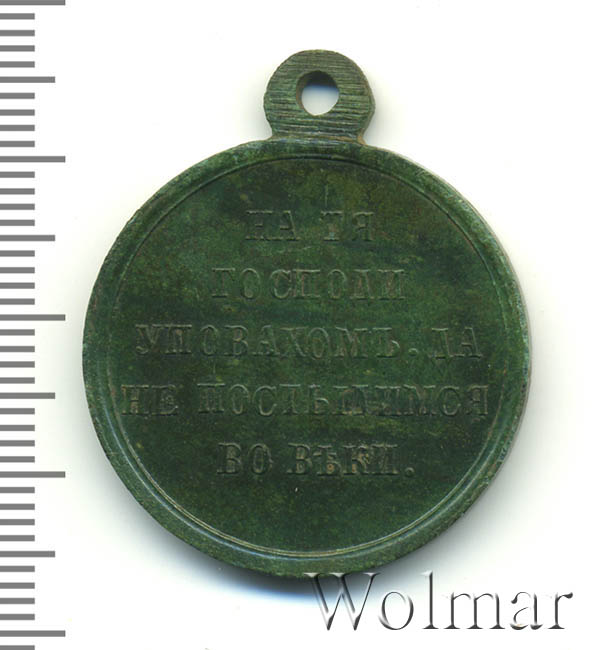 НА ТЯ
ГОСПОДИ
УПОВАХОМЪ. ДА
НЕ ПОСТЫДИМСЯ
ВО ВѢКИ.
Wolmar